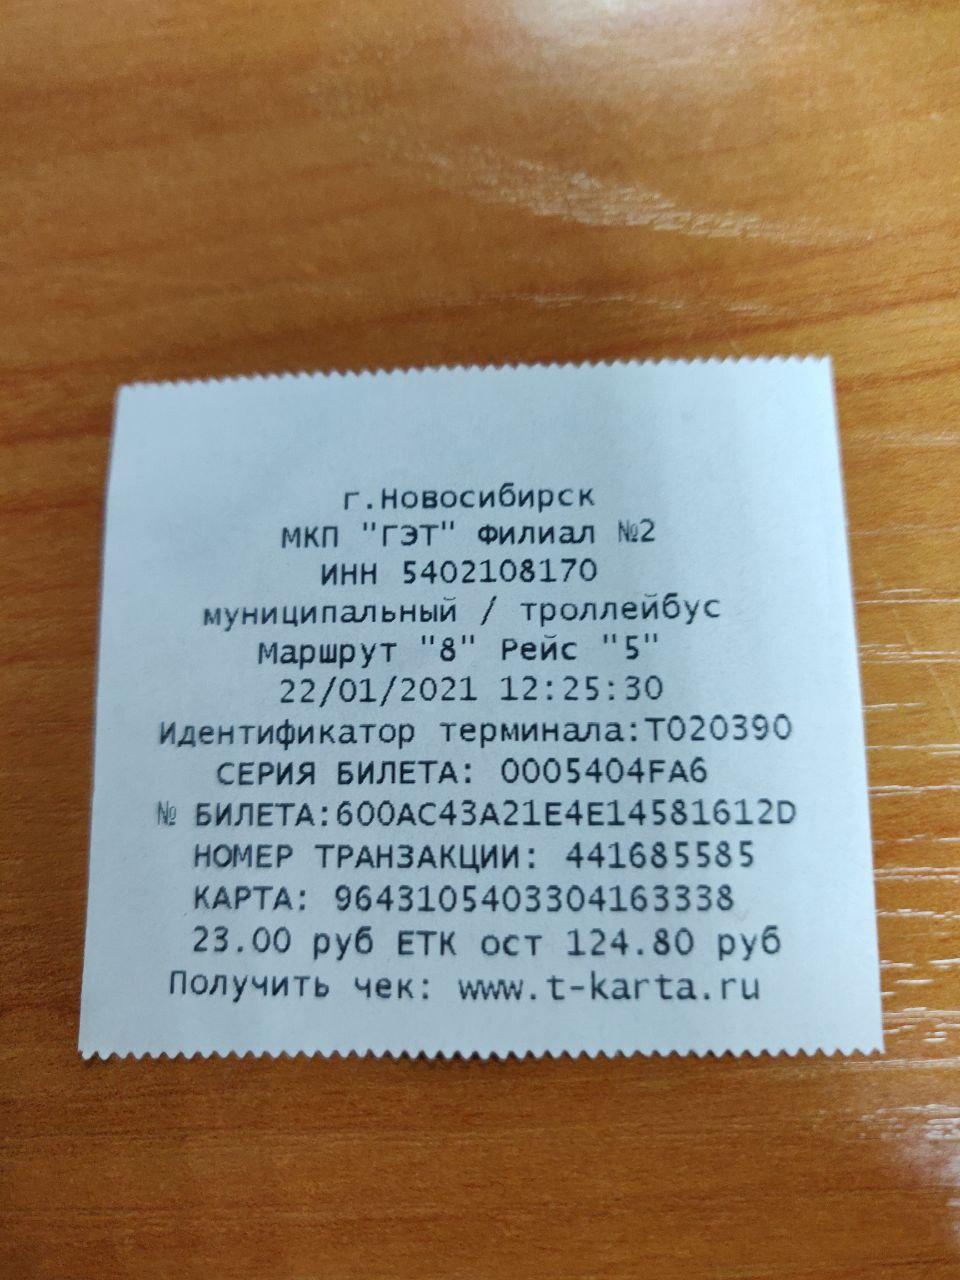 г.Новосибирск
МКП "ГЭТ" Филиал №2
ИНН 5402108170
муниципальный / троллейбус
Маршрут "8" Рейс "5"
22/01/2021 12:25:30
Идентификатор терминала:T020390
СЕРИЯ БИЛЕТА: 0005404FA6
№ БИЛЕТА:600AC43A21E4E14581612D
НОМЕР ТРАНЗАКЦИИ: 441685585
КАРТА: 9643105403304163338
23.00 руб ЕТК ост 124.80 руб
Получить чек: www.t-karta.ru